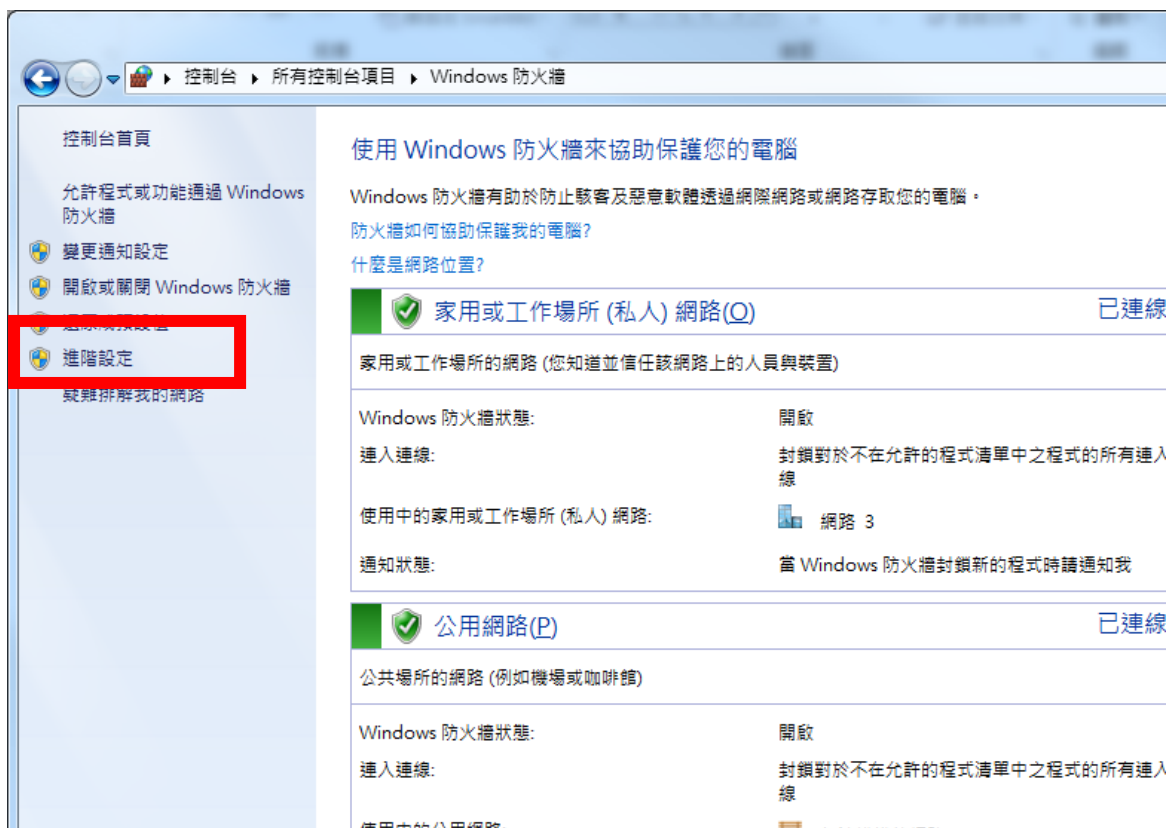 控制台 ▸ 所有控制台項目 ▸ Windows 防火牆
控制台首頁
允許程式或功能通過 Windows
防火牆
變更通知設定
開啟或關閉 Windows 防火牆
進階設定
疑難排解我的網路
使用 Windows 防火牆來協助保護您的電腦
Windows 防火牆有助於防止駭客及惡意軟體透過網際網路或網路存取您的電腦。
防火牆如何協助保護我的電腦?
什麼是網路位置?
家用或工作場所 (私人) 網路(O) 已連線
家用或工作場所的網路 (您知道並信任該網路上的人員與裝置)
Windows 防火牆狀態: 開啟
連入連線: 封鎖對於不在允許的程式清單中之程式的所有連入
線
使用中的家用或工作場所 (私人) 網路: 網路 3
通知狀態: 當 Windows 防火牆封鎖新的程式時請通知我
公用網路(P) 已連線
公共場所的網路 (例如機場或咖啡館)
Windows 防火牆狀態: 開啟
連入連線: 封鎖對於不在允許的程式清單中之程式的所有連入
線
使用中的公用網路: